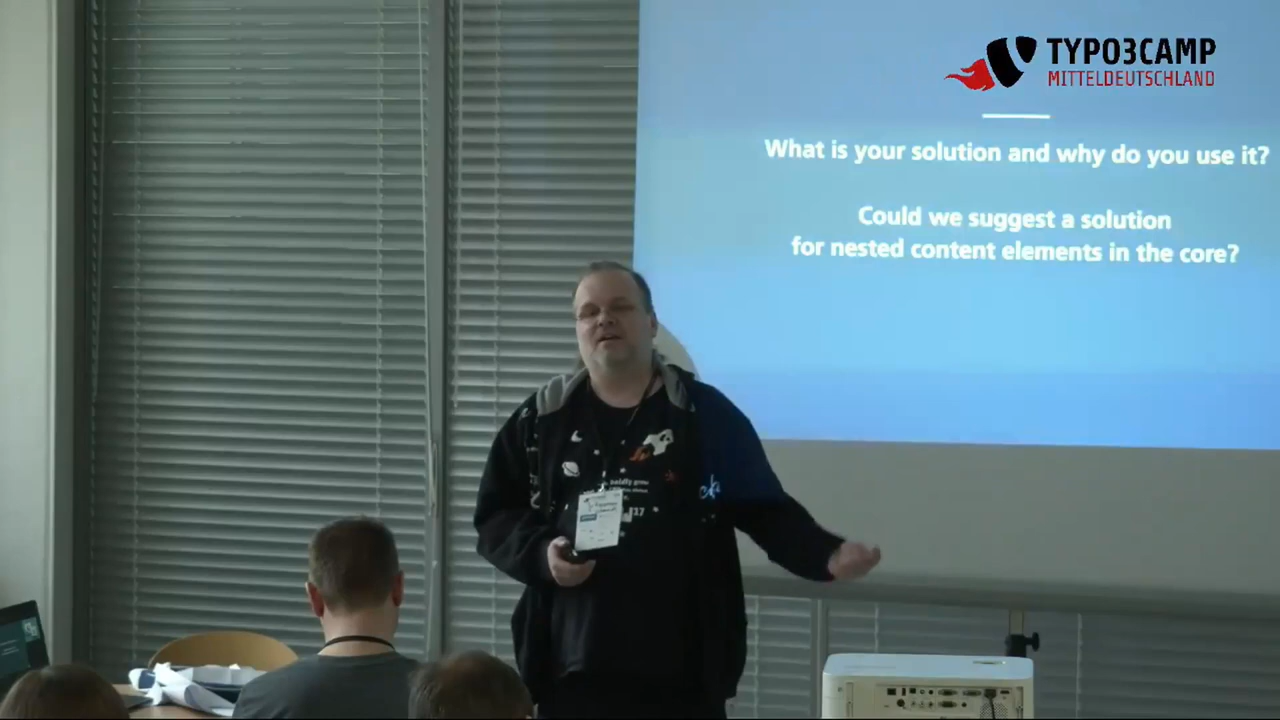 TYPO3CAMP
MITTELDEUTSCHLAND
What is your solution and why do you use it?
Could we suggest a solution
for nested content elements in the core?